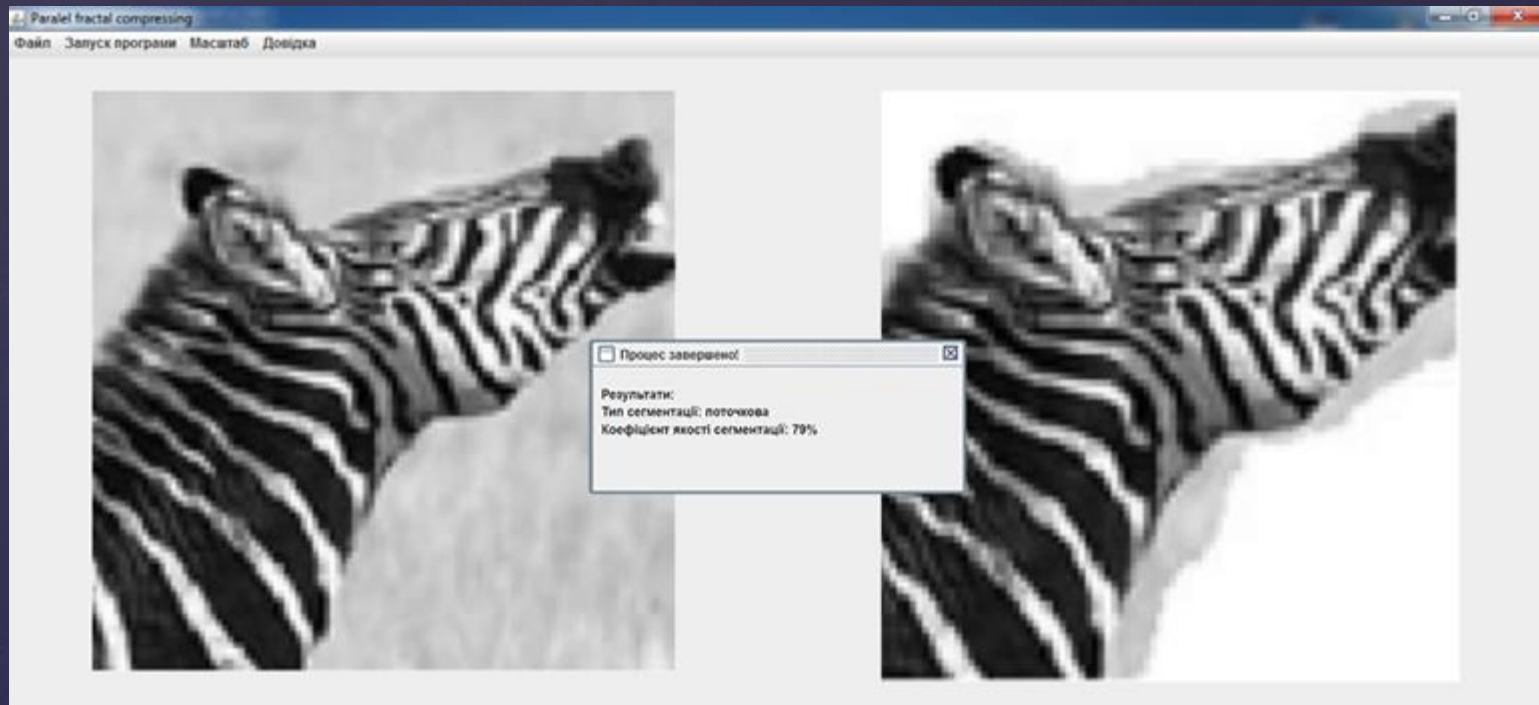 Paralel fractal compressing
Файл Запуск програми Масштаб Довідка
Процес завершено!
Результати:
Тип сегментації: поточкова
Коефіцієнт якості сегментації: 79%